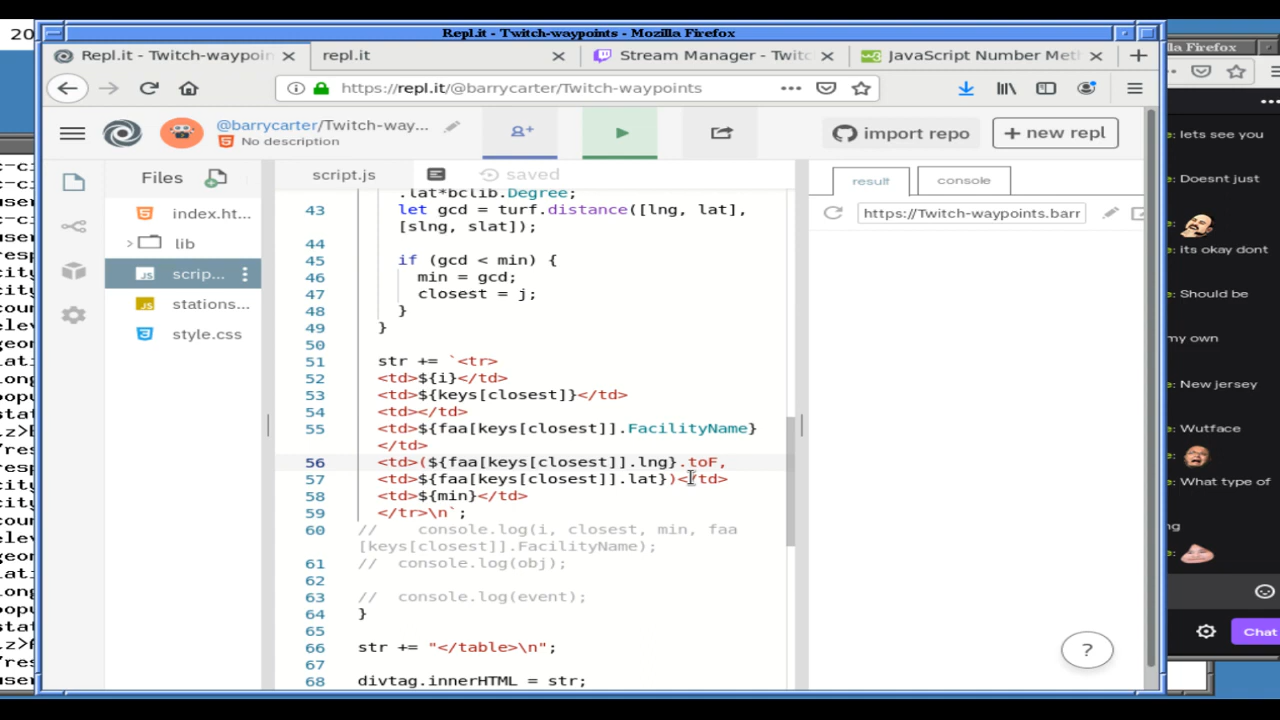 Repl.it - Twitch-waypoints - Mozilla Firefox
Repl.it - Twitch-waypoin
repl.it
Stream Manager - Twitc
JavaScript Number Meth
https://repl.it/@barrycarter/Twitch-waypoints
@barrycarter/Twitch-way...
No description
import repo
+ new repl
Files
index.ht...
lib
scrip...
stations...
style.css
script.js
saved
result
console
https://Twitch-waypoints.barr
.lat*bclib.Degree;
43 let gcd = turf.distance([lng, lat],
[slng, slat]);
44
45 if (gcd < min) {
46 min = gcd;
47 closest = j;
48 }
49 }
50
51 str += `<tr>
52 <td>${i}</td>
53 <td>${keys[closest]}</td>
54 <td></td>
55 <td>${faa[keys[closest]].FacilityName}
</td>
56 <td>(${faa[keys[closest]].lng}.toF,
57 <td>${faa[keys[closest]].lat})</td>
58 <td>${min}</td>
59 </tr>\n`;
60 // console.log(i, closest, min, faa
[keys[closest]].FacilityName);
61 // console.log(obj);
62
63 // console.log(event);
64 }
65
66 str += "</table>\n";
67
68 divtag.innerHTML = str;
?
lla Firefox
: lets see you
Doesnt just
its okay dont
: Should be
my own
: New jersey
: Wutface
: What type of
ng
Chat
20